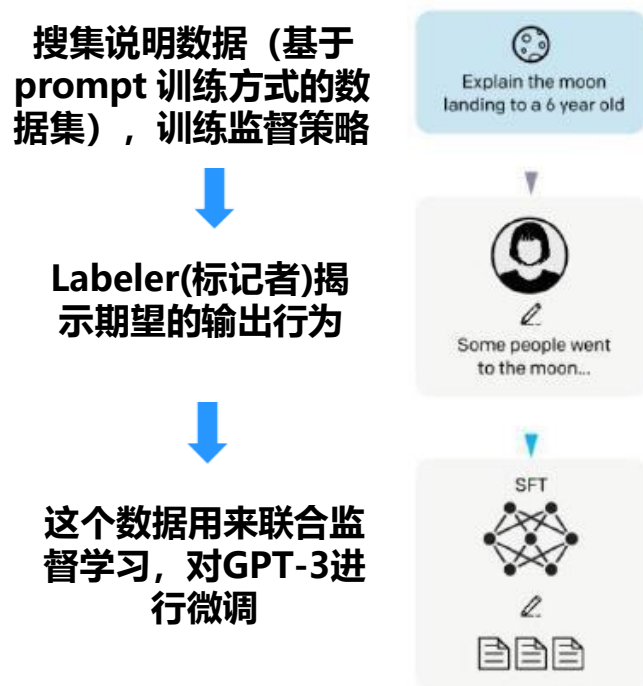 搜集说明数据（基于
prompt 训练方式的数
据集），训练监督策略
Explain the moon
landing to a 6 year old
Labeler(标记者)揭
示期望的输出行为
Some people went
to the moon...
这个数据用来联合监
督学习，对GPT-3进
行微调
SFT